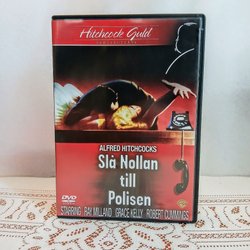 Hitchcock Guld
ALFRED HITCHCOCKS
Slå Nollan
till
Polisen
DVD
STARRING RAY MILLAND GRACE KELLY ROBERT CUMMINGS